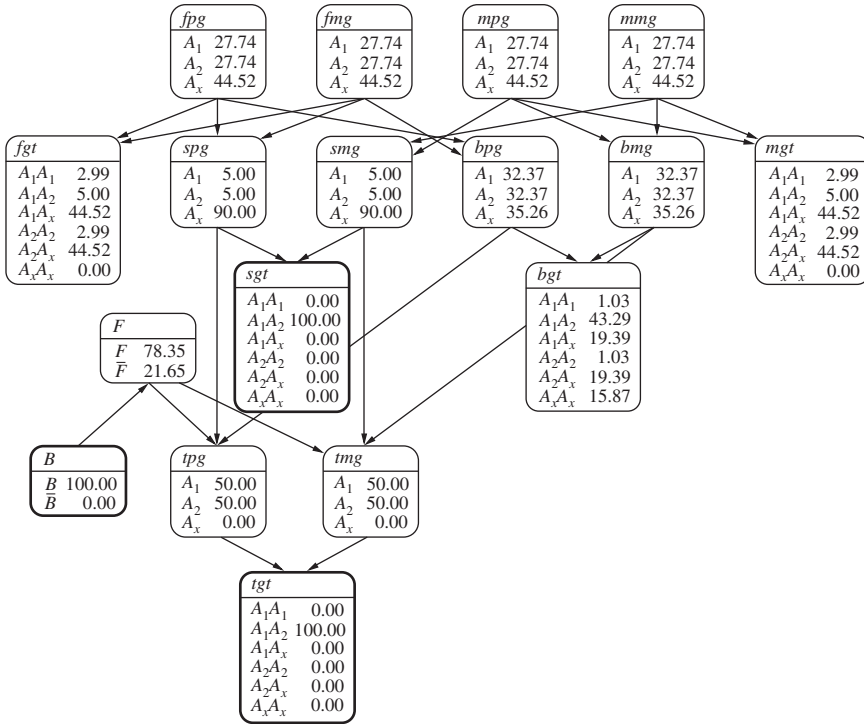 fpg
A₁ 27.74
A₂ 27.74
Aₓ 44.52
fmg
A₁ 27.74
A₂ 27.74
Aₓ 44.52
mpg
A₁ 27.74
A₂ 27.74
Aₓ 44.52
mmg
A₁ 27.74
A₂ 27.74
Aₓ 44.52
fgt
A₁A₁ 2.99
A₁A₂ 5.00
A₁Aₓ 44.52
A₂A₂ 2.99
A₂Aₓ 44.52
AₓAₓ 0.00
spg
A₁ 5.00
A₂ 5.00
Aₓ 90.00
smg
A₁ 5.00
A₂ 5.00
Aₓ 90.00
bpg
A₁ 32.37
A₂ 32.37
Aₓ 35.26
bmg
A₁ 32.37
A₂ 32.37
Aₓ 35.26
mgt
A₁A₁ 2.99
A₁A₂ 5.00
A₁Aₓ 44.52
A₂A₂ 2.99
A₂Aₓ 44.52
AₓAₓ 0.00
sgt
A₁A₁ 0.00
A₁A₂ 100.00
A₁Aₓ 0.00
A₂A₂ 0.00
A₂Aₓ 0.00
AₓAₓ 0.00
bgt
A₁A₁ 1.03
A₁A₂ 43.29
A₁Aₓ 19.39
A₂A₂ 1.03
A₂Aₓ 19.39
AₓAₓ 15.87
F
F 78.35
F̄ 21.65
B
B 100.00
B̄ 0.00
tpg
A₁ 50.00
A₂ 50.00
Aₓ 0.00
tmg
A₁ 50.00
A₂ 50.00
Aₓ 0.00
tgt
A₁A₁ 0.00
A₁A₂ 100.00
A₁Aₓ 0.00
A₂A₂ 0.00
A₂Aₓ 0.00
AₓAₓ 0.00